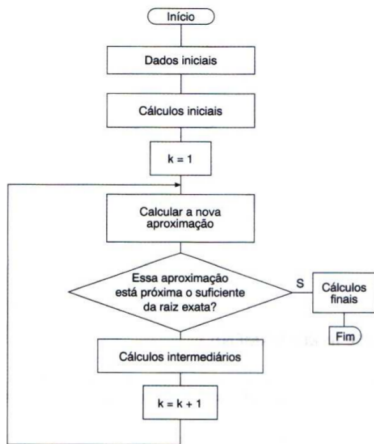 Início
Dados iniciais
Cálculos iniciais
k = 1
Calcular a nova
aproximação
Essa aproximação
está próxima o suficiente
da raiz exata?
S
Cálculos
finais
Fim
Cálculos intermediários
k = k + 1